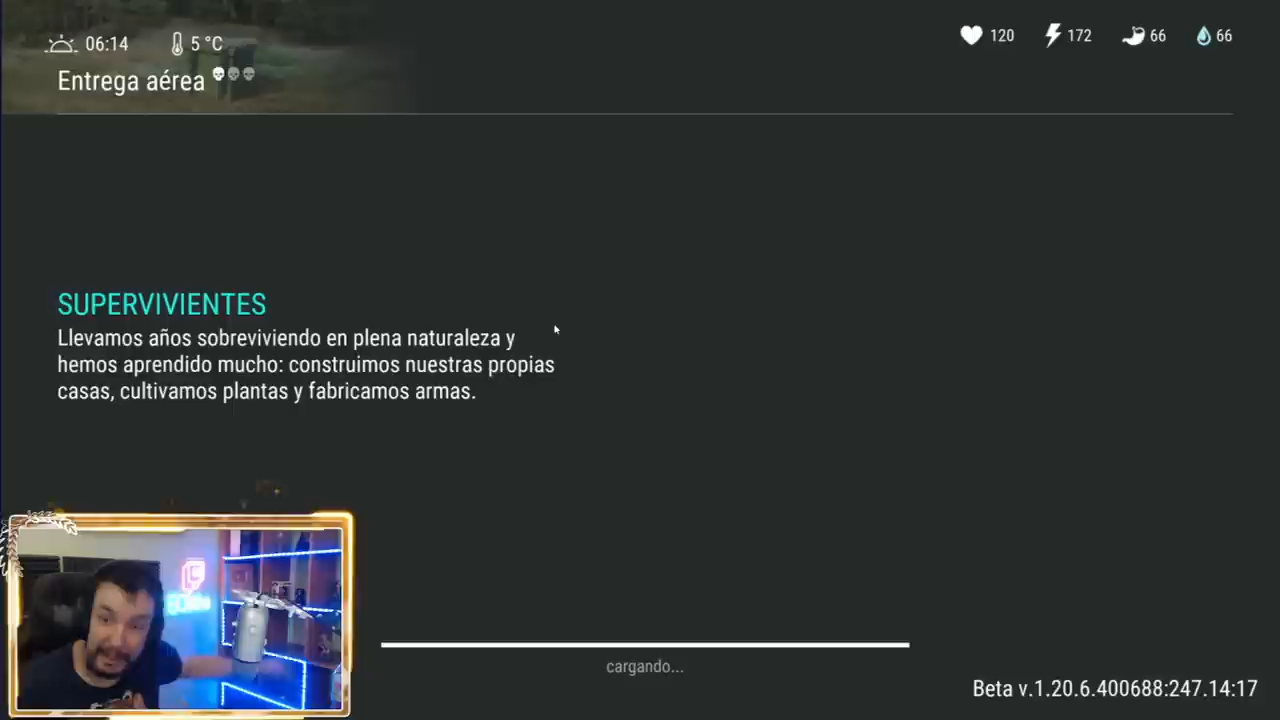 06:14 5 °C
120 172 66 66
Entrega aérea
SUPERVIVIENTES
Llevamos años sobreviviendo en plena naturaleza y
hemos aprendido mucho: construimos nuestras propias
casas, cultivamos plantas y fabricamos armas.
cargando...
Beta v.1.20.6.400688:247.14:17